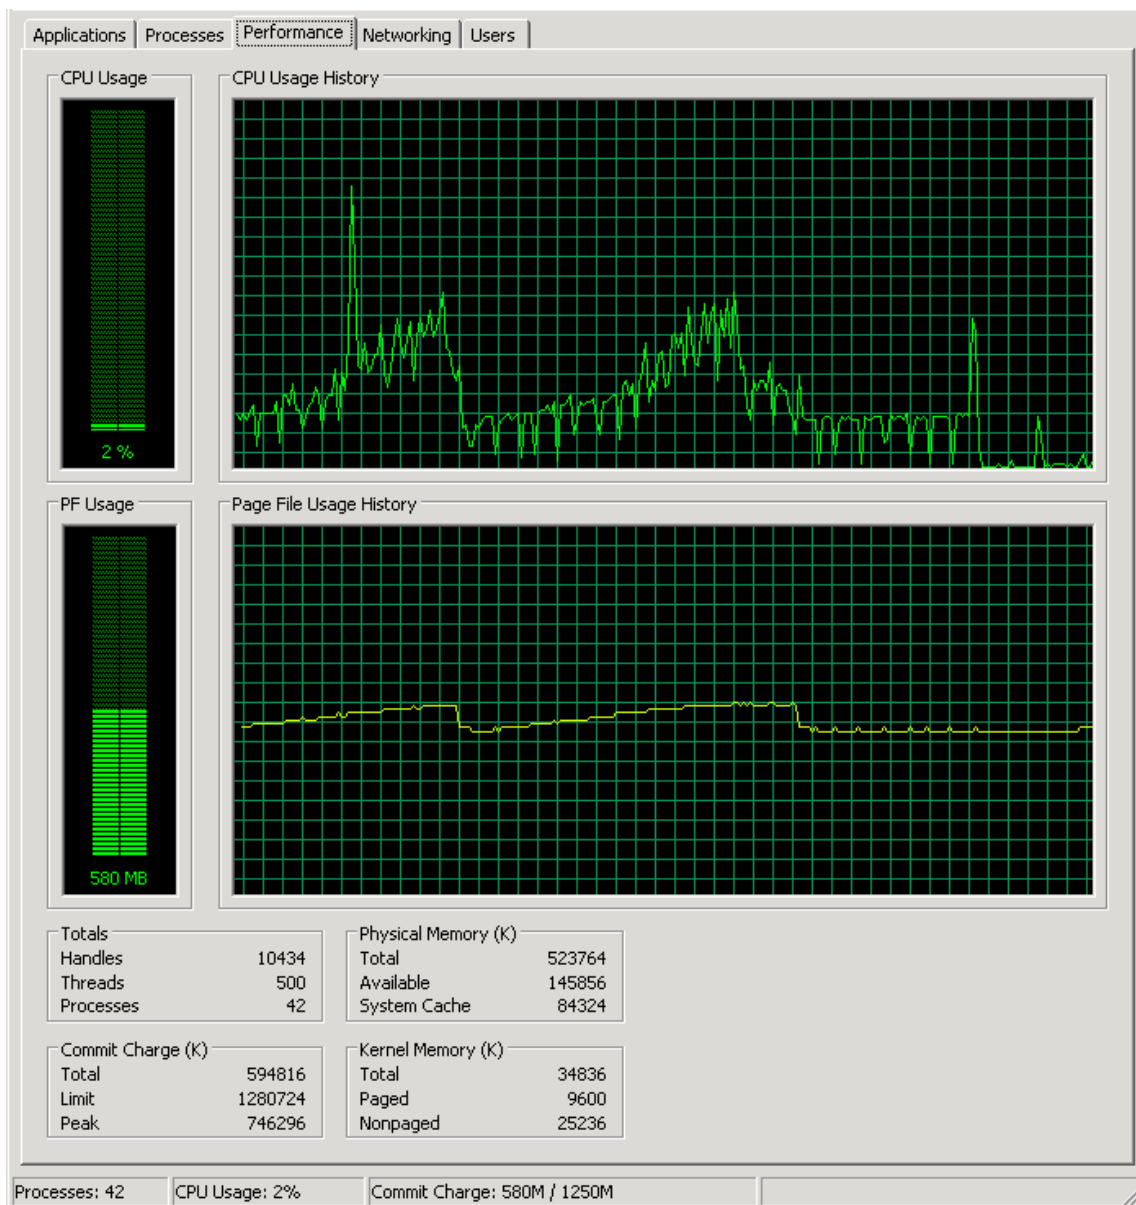 Applications Processes Performance Networking Users
CPU Usage
CPU Usage History
2 %
PF Usage
Page File Usage History
580 MB
Totals
Handles 10434
Threads 500
Processes 42
Physical Memory (K)
Total 523764
Available 145856
System Cache 84324
Commit Charge (K)
Total 594816
Limit 1280724
Peak 746296
Kernel Memory (K)
Total 34836
Paged 9600
Nonpaged 25236
Processes: 42 CPU Usage: 2% Commit Charge: 580M / 1250M